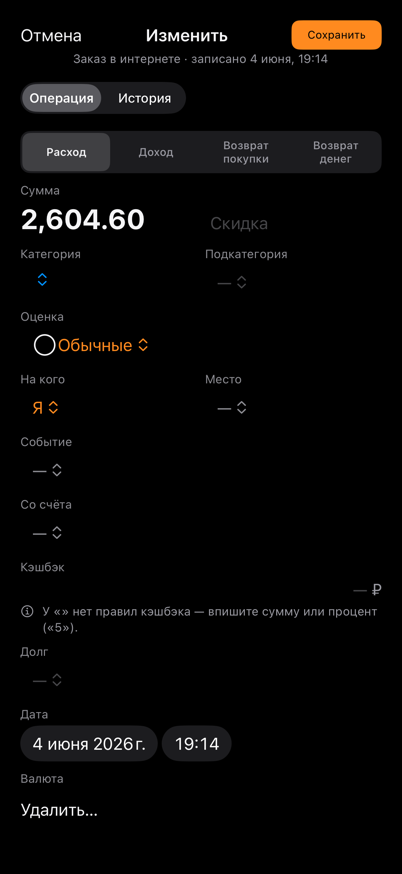 Отмена Изменить Сохранить
Заказ в интернете · записано 4 июня, 19:14
Операция История
Расход Доход Возврат покупки Возврат денег
Сумма
2,604.60 Скидка
Категория Подкатегория
—
Оценка
Обычные
На кого Место
Я —
Событие
—
Со счёта
—
Кэшбэк
— ₽
У «» нет правил кэшбэка — впишите сумму или процент
(«5»).
Долг
—
Дата
4 июня 2026 г. 19:14
Валюта
Удалить...